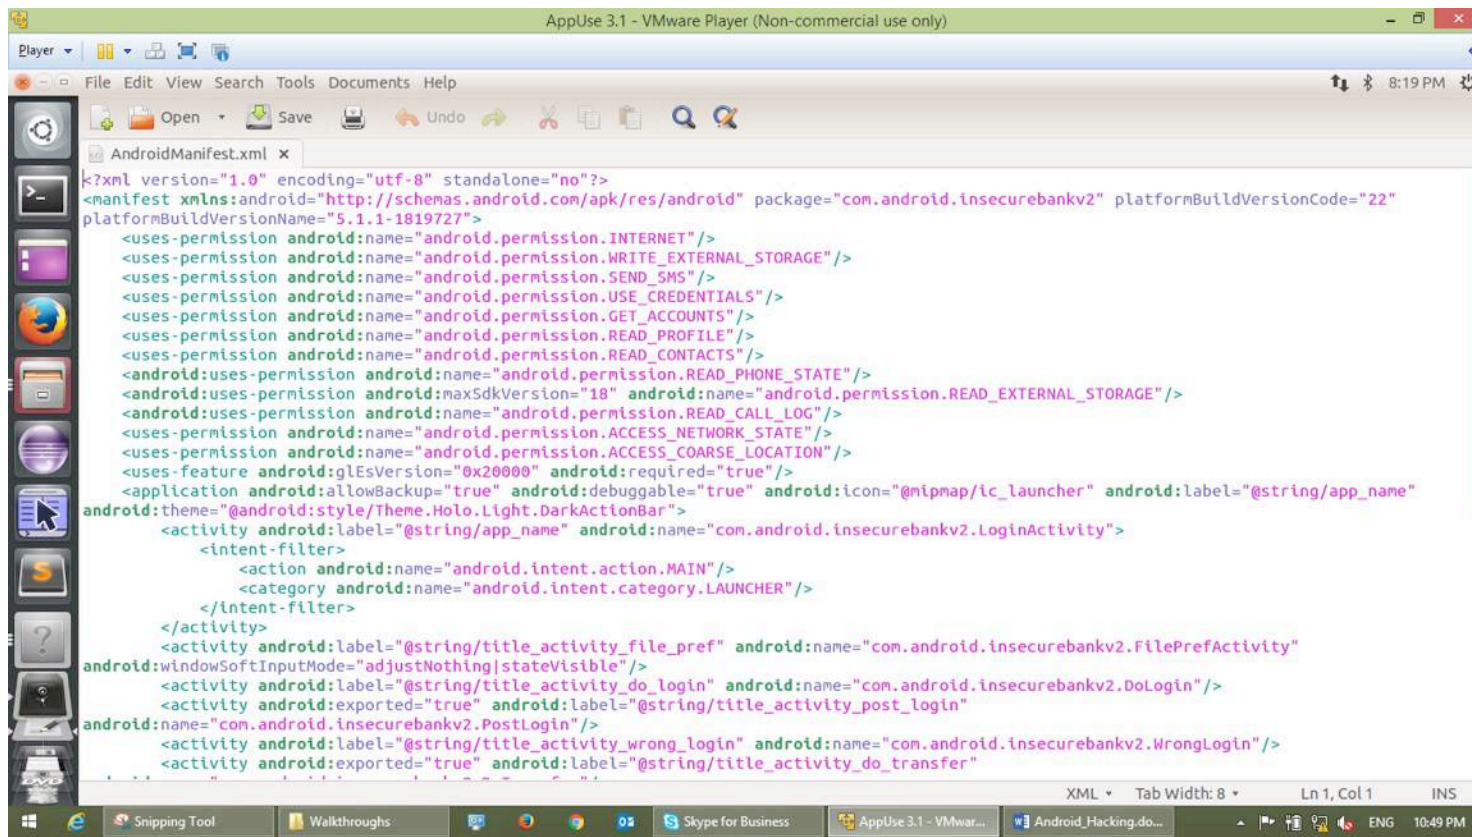 AppUse 3.1 - VMware Player (Non-commercial use only)
Player
File Edit View Search Tools Documents Help
8:19 PM
Open Save Undo
AndroidManifest.xml x
<?xml version="1.0" encoding="utf-8" standalone="no"?>
<manifest xmlns:android="http://schemas.android.com/apk/res/android" package="com.android.insecurebankv2" platformBuildVersionCode="22"
platformBuildVersionName="5.1.1-1819727">
<uses-permission android:name="android.permission.INTERNET"/>
<uses-permission android:name="android.permission.WRITE_EXTERNAL_STORAGE"/>
<uses-permission android:name="android.permission.SEND_SMS"/>
<uses-permission android:name="android.permission.USE_CREDENTIALS"/>
<uses-permission android:name="android.permission.GET_ACCOUNTS"/>
<uses-permission android:name="android.permission.READ_PROFILE"/>
<uses-permission android:name="android.permission.READ_CONTACTS"/>
<android:uses-permission android:name="android.permission.READ_PHONE_STATE"/>
<android:uses-permission android:maxSdkVersion="18" android:name="android.permission.READ_EXTERNAL_STORAGE"/>
<android:uses-permission android:name="android.permission.READ_CALL_LOG"/>
<uses-permission android:name="android.permission.ACCESS_NETWORK_STATE"/>
<uses-permission android:name="android.permission.ACCESS_COARSE_LOCATION"/>
<uses-feature android:glEsVersion="0x20000" android:required="true"/>
<application android:allowBackup="true" android:debuggable="true" android:icon="@mipmap/ic_launcher" android:label="@string/app_name"
android:theme="@android:style/Theme.Holo.Light.DarkActionBar">
<activity android:label="@string/app_name" android:name="com.android.insecurebankv2.LoginActivity">
<intent-filter>
<action android:name="android.intent.action.MAIN"/>
<category android:name="android.intent.category.LAUNCHER"/>
</intent-filter>
</activity>
<activity android:label="@string/title_activity_file_pref" android:name="com.android.insecurebankv2.FilePrefActivity"
android:windowSoftInputMode="adjustNothing|stateVisible"/>
<activity android:label="@string/title_activity_do_login" android:name="com.android.insecurebankv2.DoLogin"/>
<activity android:exported="true" android:label="@string/title_activity_post_login"
android:name="com.android.insecurebankv2.PostLogin"/>
<activity android:label="@string/title_activity_wrong_login" android:name="com.android.insecurebankv2.WrongLogin"/>
<activity android:exported="true" android:label="@string/title_activity_do_transfer"
XML Tab Width: 8 Ln 1, Col 1 INS
Snipping Tool Walkthroughs Skype for Business AppUse 3.1 - VMwar... Android_Hacking.do... ENG 10:49 PM